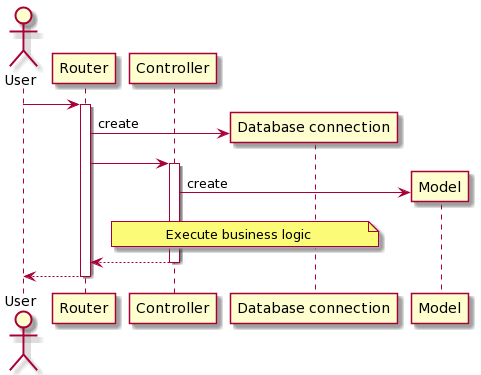 User
Router
Controller
create
Database connection
create
Model
Execute business logic
User
Router
Controller
Database connection
Model